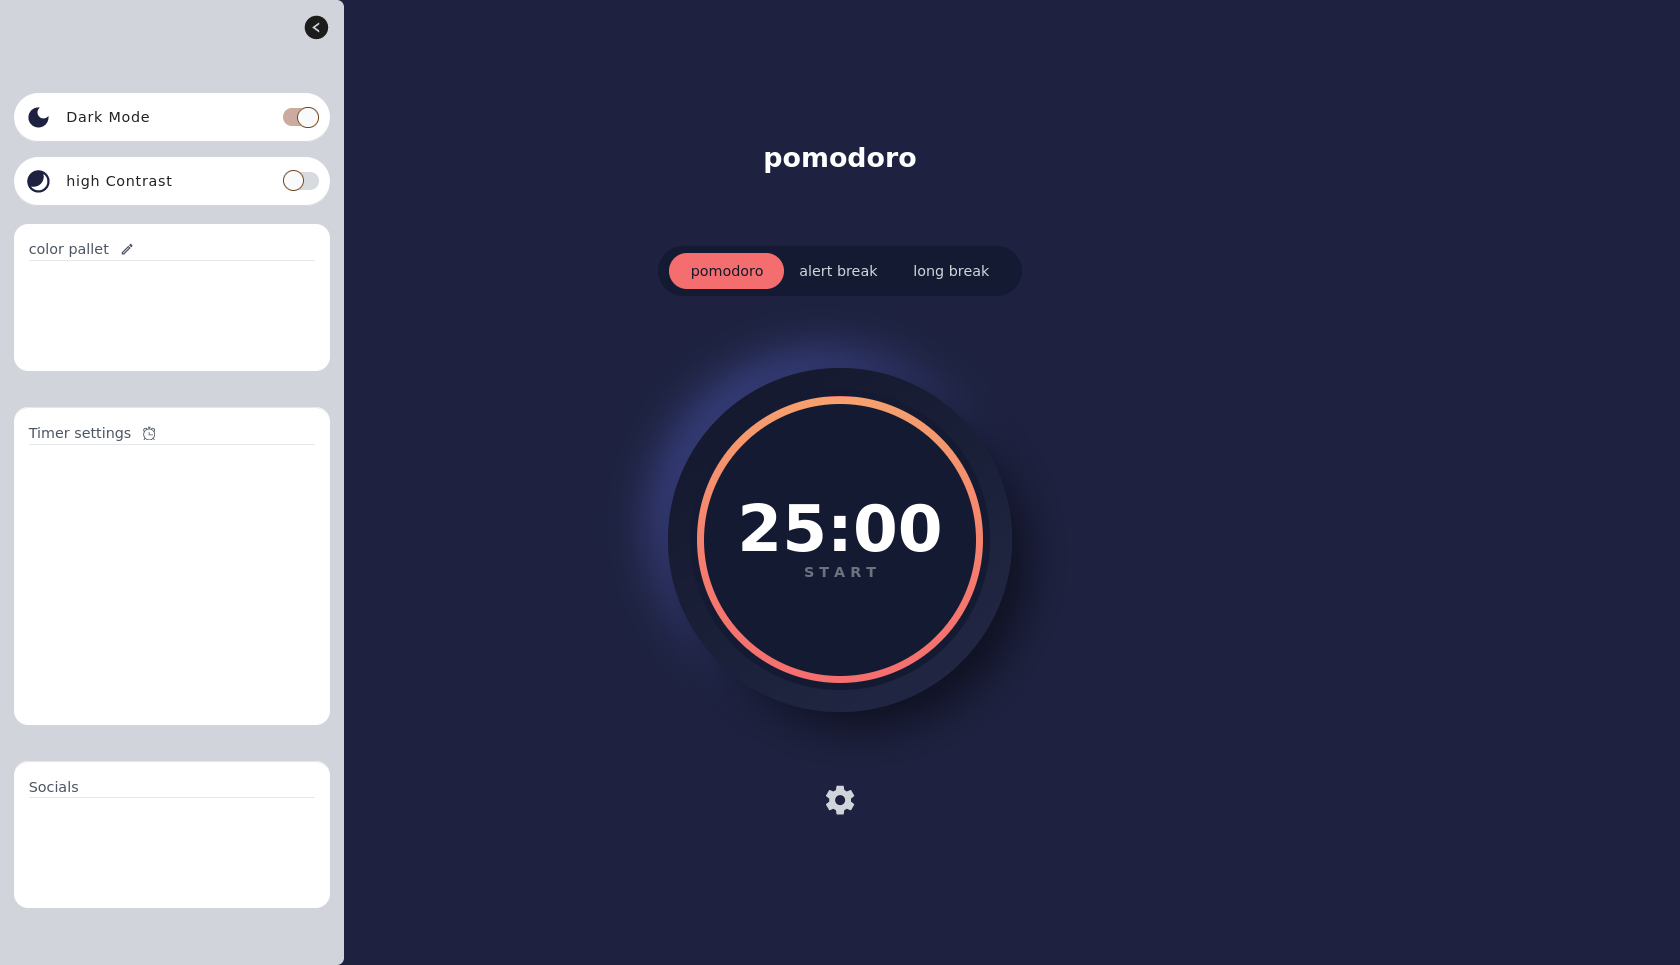 Dark Mode
high Contrast
color pallet
Timer settings
Socials
pomodoro
pomodoro alert break long break
25:00
START